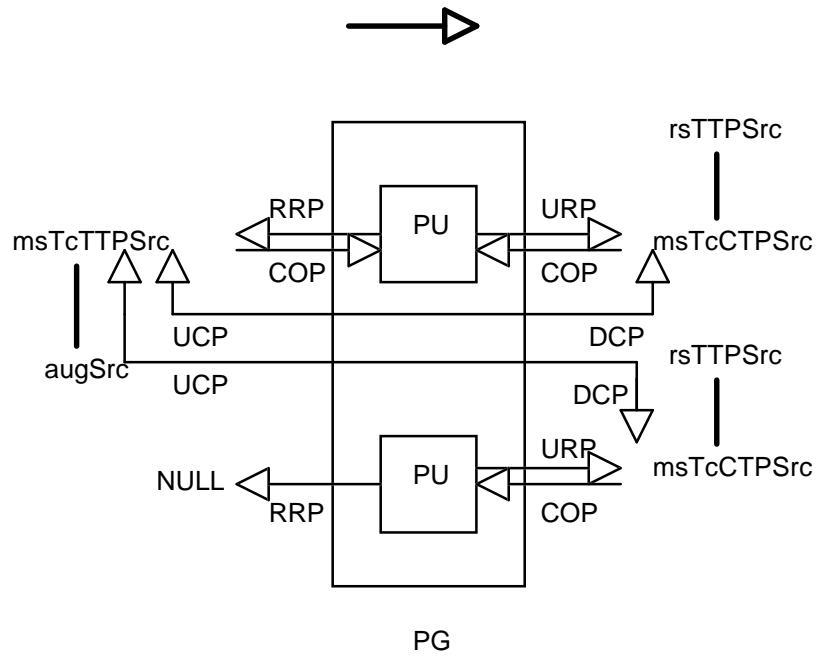 rsTTPSrc
RRP
PU
URP
msTcTTPSrc
msTcCTPSrc
COP
COP
UCP
DCP
augSrc
rsTTPSrc
UCP
DCP
URP
PU
msTcCTPSrc
NULL
RRP
COP
PG